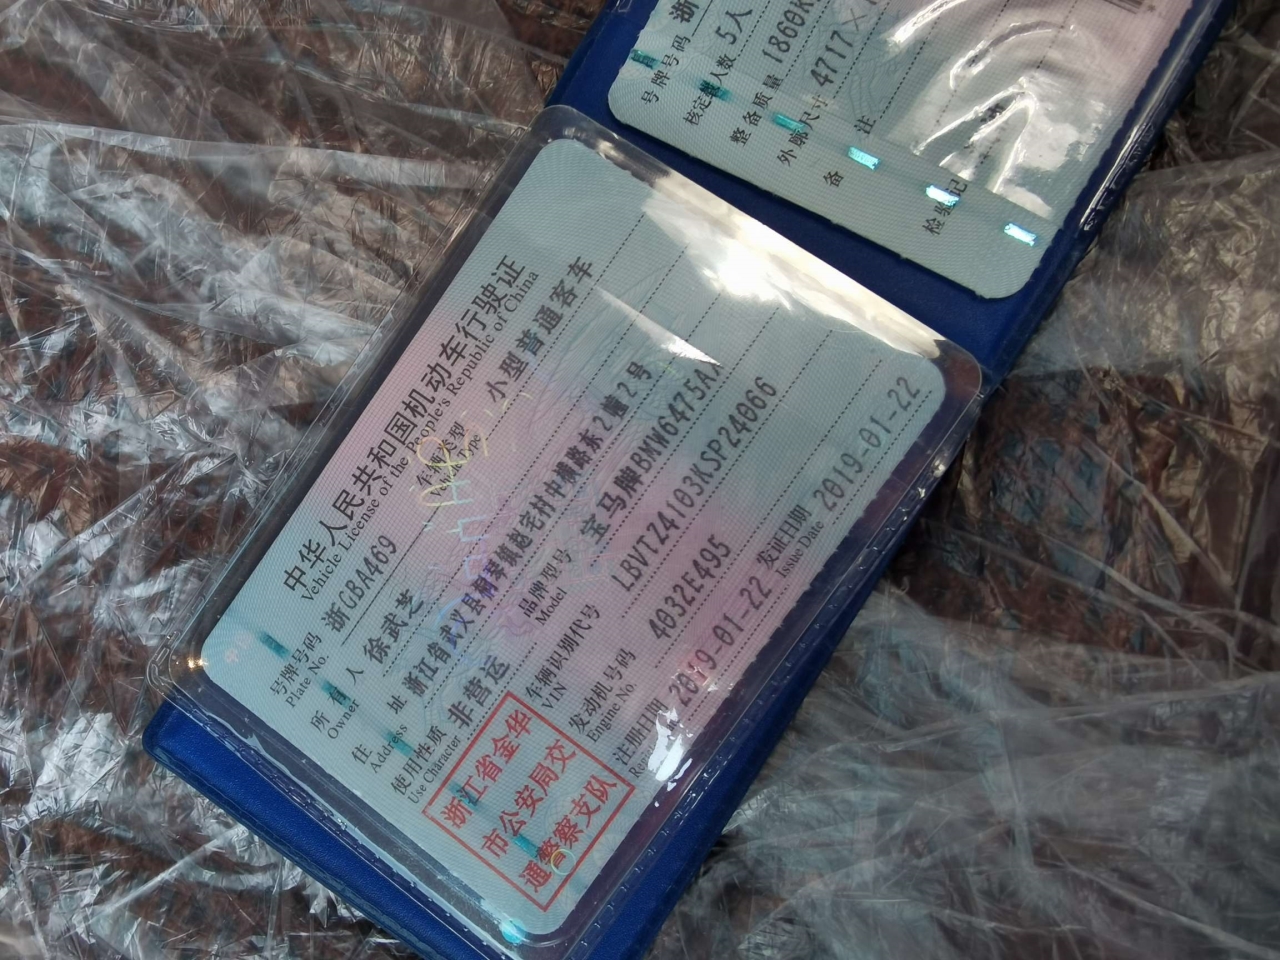 中华人民共和国机动车行驶证
Vehicle License of the People's Republic of China
号牌号码 浙GBA469 车辆类型 小型普通客车
Plate No. Vehicle Type
所有人 徐武芝
Owner
住址 浙江省武义县桐琴镇赵宅村中横路东2幢2号
Address
使用性质 非营运 品牌型号 宝马牌BMW6475AA
Use Character Model
浙江省金华
市公安局交
通警察支队
车辆识别代号 LBVTZ4103KSP24066
VIN
发动机号码 4032E495
Engine No.
注册日期 2019-01-22 发证日期 2019-01-22
Issue Date
号牌号码 浙
核定载人数 5人
整备质量 1860k
外廓尺寸 4717×
备注
检验记